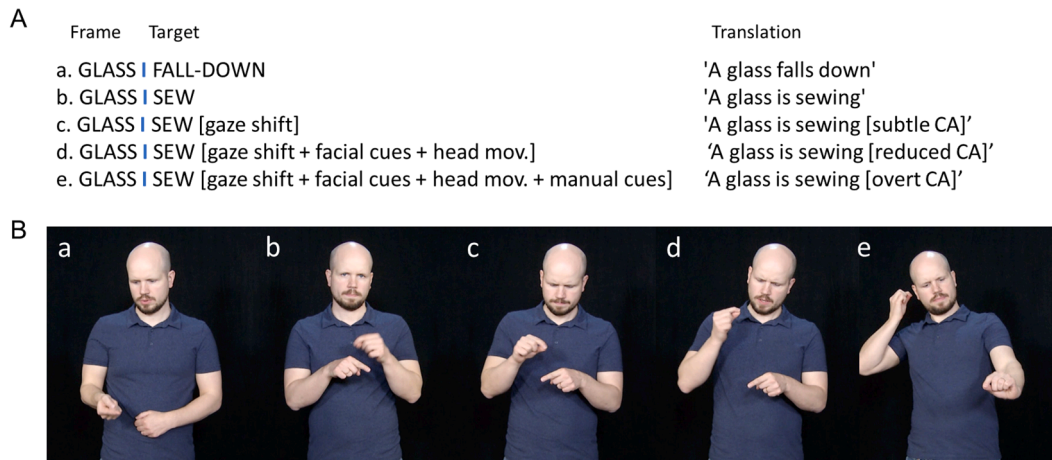 A
Frame Target Translation
a. GLASS I FALL-DOWN 'A glass falls down'
b. GLASS I SEW 'A glass is sewing'
c. GLASS I SEW [gaze shift] 'A glass is sewing [subtle CA]’
d. GLASS I SEW [gaze shift + facial cues + head mov.] ‘A glass is sewing [reduced CA]’
e. GLASS I SEW [gaze shift + facial cues + head mov. + manual cues] ‘A glass is sewing [overt CA]’
B
a b c d e